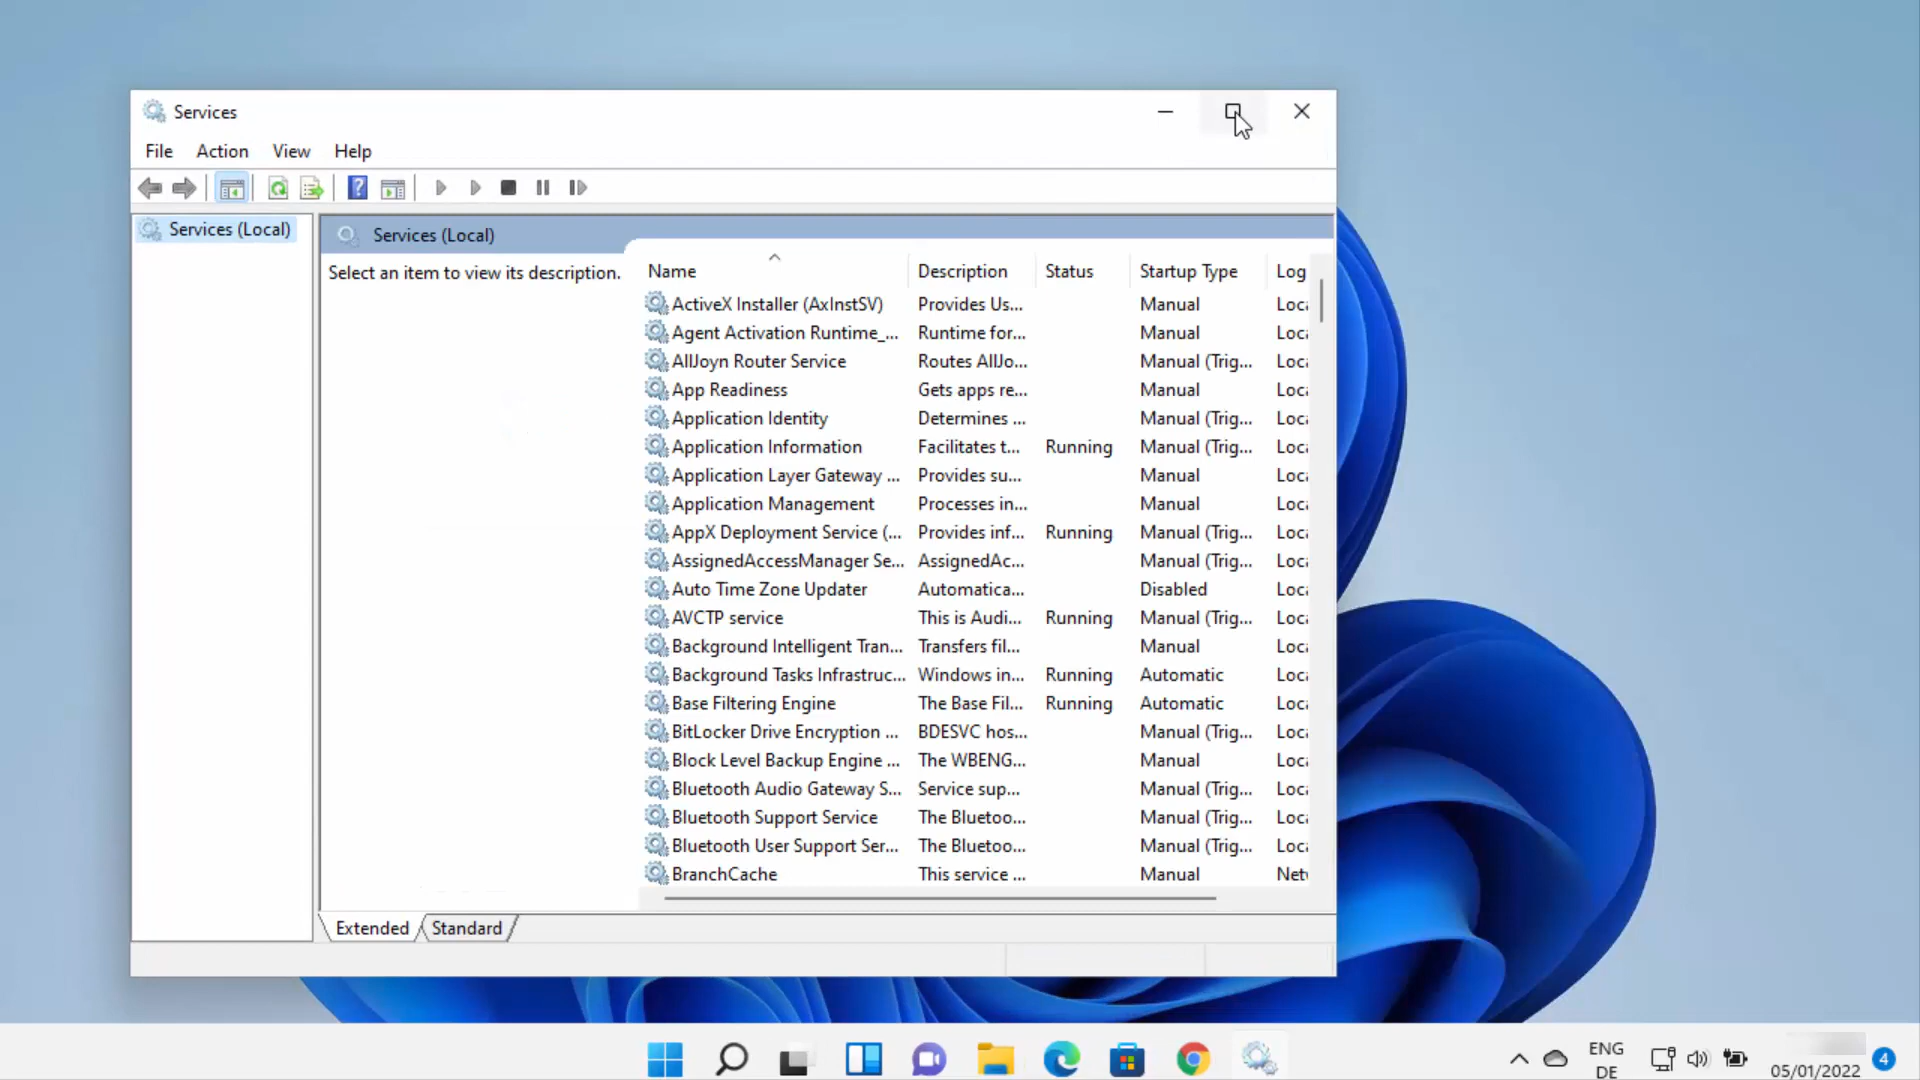 Services
File Action View Help
Services (Local)
Services (Local)
Select an item to view its description.
Name Description Status Startup Type Log
ActiveX Installer (AxInstSV) Provides Us... Manual Loc
Agent Activation Runtime_... Runtime for... Manual Loc
AllJoyn Router Service Routes AllJo... Manual (Trig... Loc
App Readiness Gets apps re... Manual Loc
Application Identity Determines ... Manual (Trig... Loc
Application Information Facilitates t... Running Manual (Trig... Loc
Application Layer Gateway ... Provides su... Manual Loc
Application Management Processes in... Manual Loc
AppX Deployment Service (... Provides inf... Running Manual (Trig... Loc
AssignedAccessManager Se... AssignedAc... Manual (Trig... Loc
Auto Time Zone Updater Automatica... Disabled Loc
AVCTP service This is Audi... Running Manual (Trig... Loc
Background Intelligent Tran... Transfers fil... Manual Loc
Background Tasks Infrastruc... Windows in... Running Automatic Loc
Base Filtering Engine The Base Fil... Running Automatic Loc
BitLocker Drive Encryption ... BDESVC hos... Manual (Trig... Loc
Block Level Backup Engine ... The WBENG... Manual Loc
Bluetooth Audio Gateway S... Service sup... Manual (Trig... Loc
Bluetooth Support Service The Bluetoo... Manual (Trig... Loc
Bluetooth User Support Ser... The Bluetoo... Manual (Trig... Loc
BranchCache This service ... Manual Net
Extended Standard
ENG
DE
05/01/2022
4